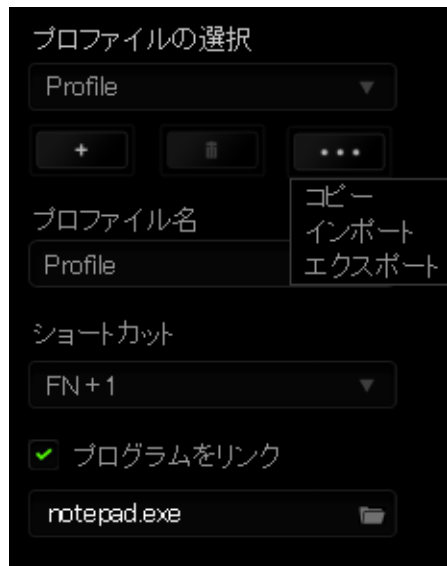 プロファイルの選択
Profile
+
•••
コピー
インポート
エクスポート
プロファイル名
Profile
ショートカット
FN+1
プログラムをリンク
notepad.exe